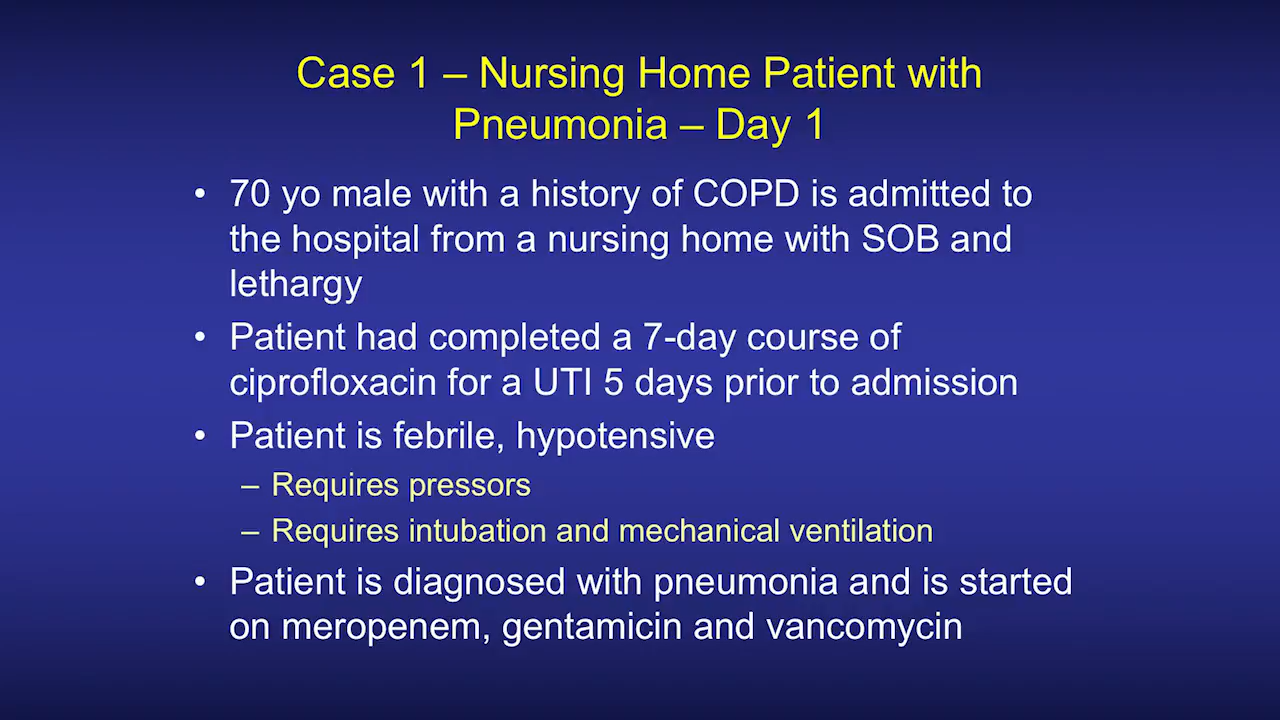 Case 1 – Nursing Home Patient with
Pneumonia – Day 1
• 70 yo male with a history of COPD is admitted to
the hospital from a nursing home with SOB and
lethargy
• Patient had completed a 7-day course of
ciprofloxacin for a UTI 5 days prior to admission
• Patient is febrile, hypotensive
– Requires pressors
– Requires intubation and mechanical ventilation
• Patient is diagnosed with pneumonia and is started
on meropenem, gentamicin and vancomycin